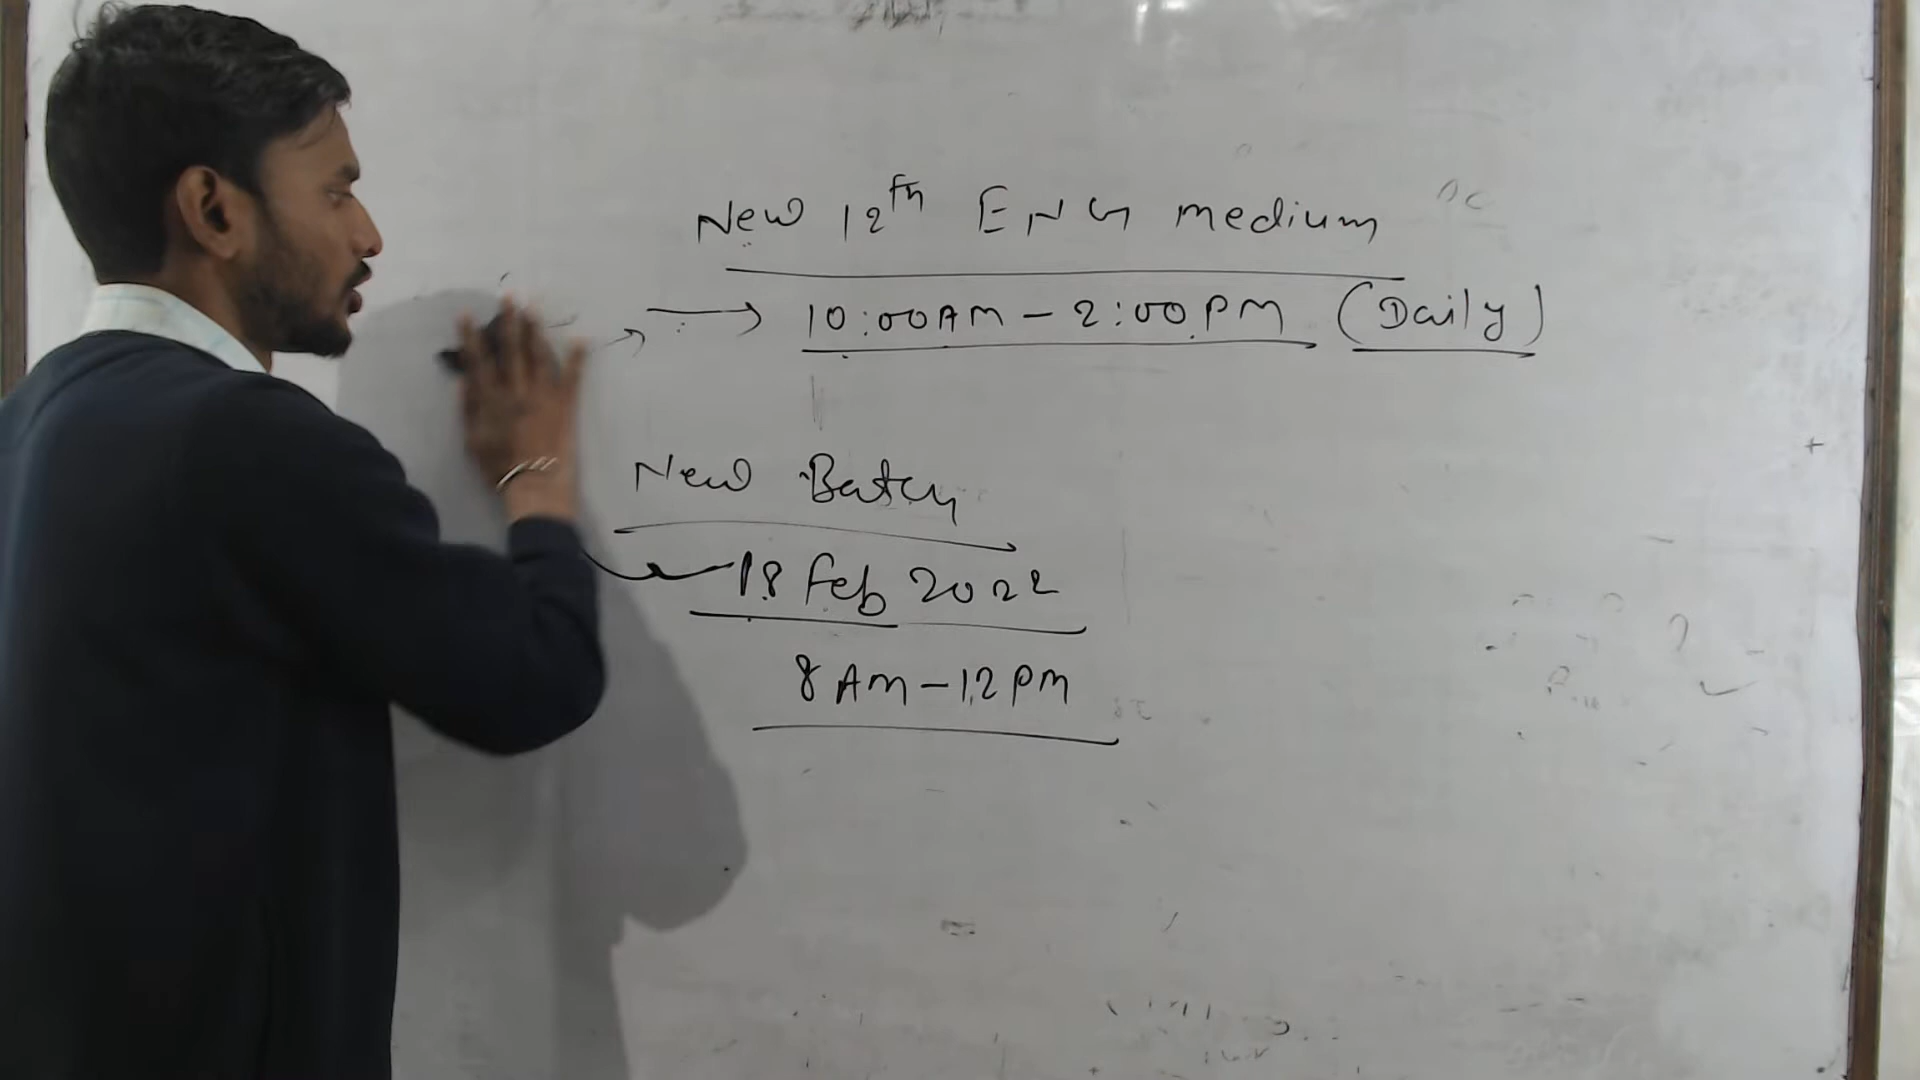 New 12th ENG medium
10:00AM - 2:00PM (Daily)
New Batch
18 Feb 2022
8 AM - 12 PM